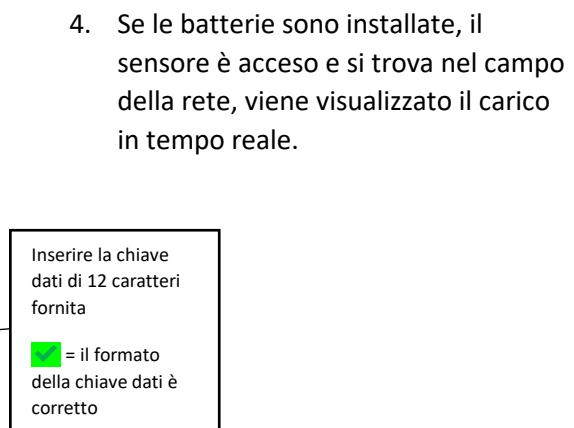 4. Se le batterie sono installate, il
sensore è acceso e si trova nel campo
della rete, viene visualizzato il carico
in tempo reale.
Inserire la chiave
dati di 12 caratteri
fornita
✓ = il formato
della chiave dati è
corretto